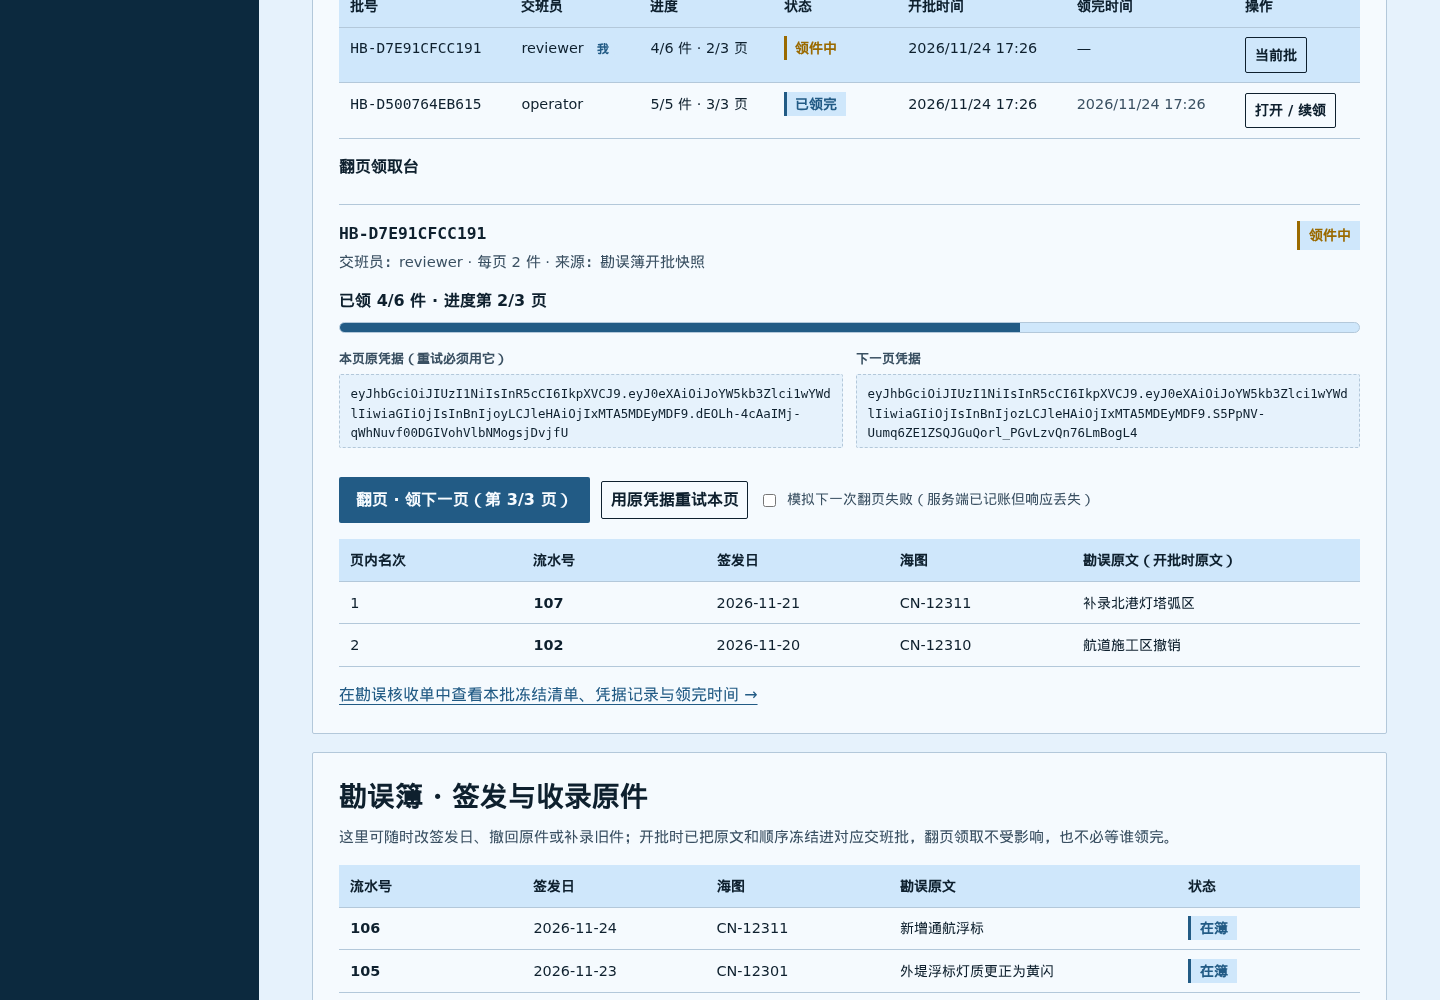 批号 交班员 进度 状态 开批时间 领完时间 操作
HB-D7E91CFCC191 reviewer 我 4/6 件 · 2/3 页 领件中 2026/11/24 17:26 — 当前批
HB-D500764EB615 operator 5/5 件 · 3/3 页 已领完 2026/11/24 17:26 2026/11/24 17:26 打开 / 续领
翻页领取台
HB-D7E91CFCC191 领件中
交班员：reviewer · 每页 2 件 · 来源：勘误簿开批快照
已领 4/6 件 · 进度第 2/3 页
本页原凭据（重试必须用它） 下一页凭据
eyJhbGciOiJIUzI1NiIsInR5cCI6IkpXVCJ9.eyJ0eXAiOiJoYW5kb3Zlci1wYWd
lIiwiaGIiOjIsInBnIjoyLCJleHAiOjIxMTA5MDEyMDF9.dEOLh-4cAaIMj-
qWhNuvf00DGIVohVlbNMogsjDvjfU
eyJhbGciOiJIUzI1NiIsInR5cCI6IkpXVCJ9.eyJ0eXAiOiJoYW5kb3Zlci1wYWd
lIiwiaGIiOjIsInBnIjozLCJleHAiOjIxMTA5MDEyMDF9.S5PpNV-
Uumq6ZE1ZSQJGuQorl_PGvLzvQn76LmBogL4
翻页 · 领下一页（第 3/3 页） 用原凭据重试本页 模拟下一次翻页失败（服务端已记账但响应丢失）
页内名次 流水号 签发日 海图 勘误原文（开批时原文）
1 107 2026-11-21 CN-12311 补录北港灯塔弧区
2 102 2026-11-20 CN-12310 航道施工区撤销
在勘误核收单中查看本批冻结清单、凭据记录与领完时间 →
勘误簿 · 签发与收录原件
这里可随时改签发日、撤回原件或补录旧件；开批时已把原文和顺序冻结进对应交班批，翻页领取不受影响，也不必等谁领完。
流水号 签发日 海图 勘误原文 状态
106 2026-11-24 CN-12311 新增通航浮标 在簿
105 2026-11-23 CN-12301 外堤浮标灯质更正为黄闪 在簿